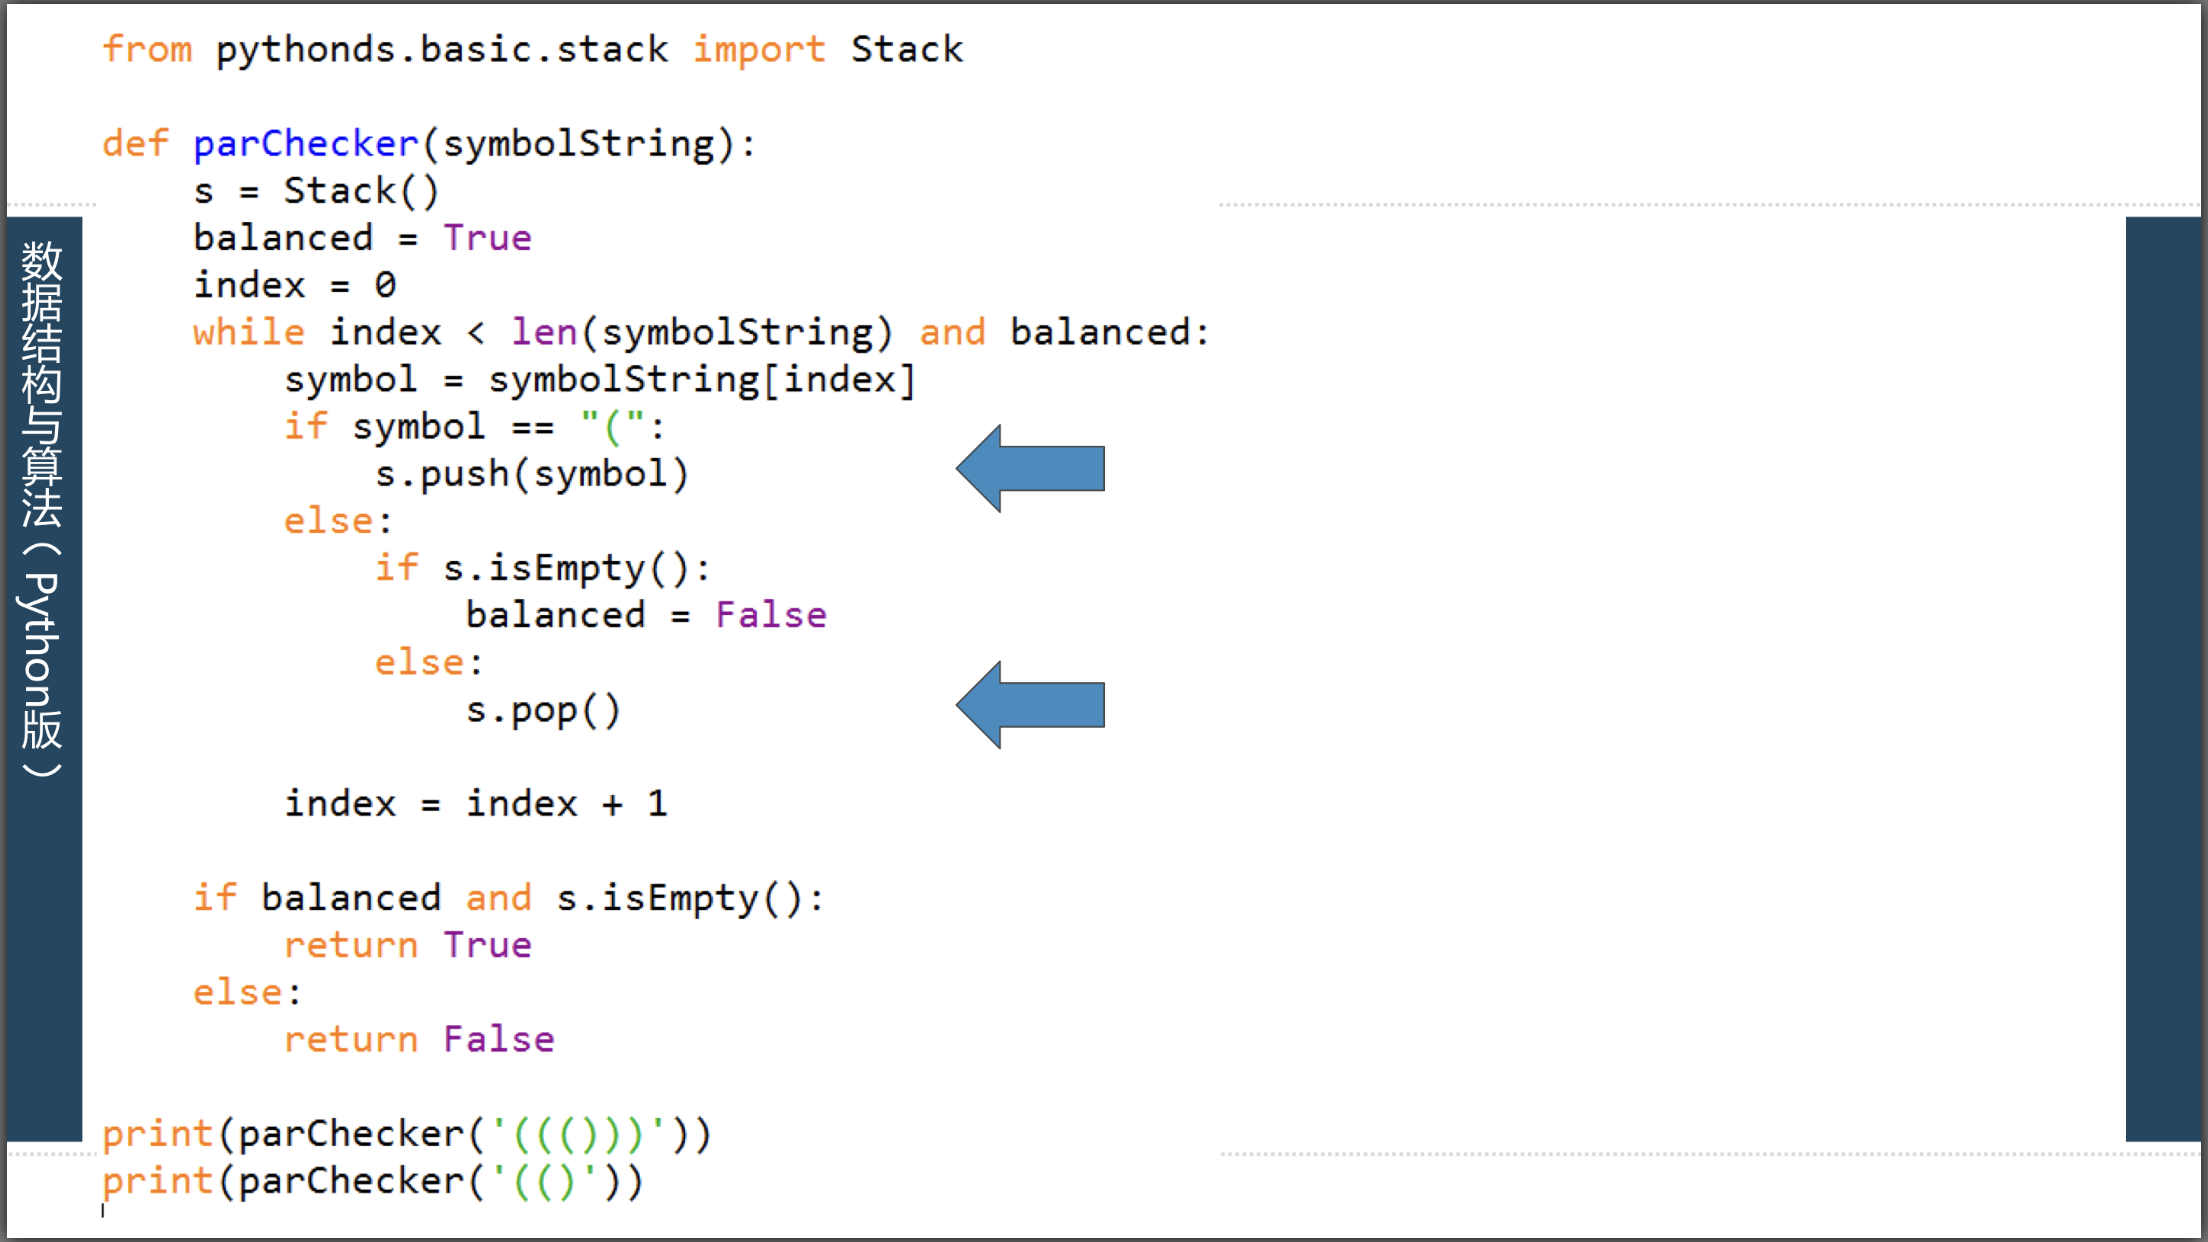 from pythonds.basic.stack import Stack
def parChecker(symbolString):
    s = Stack()
    balanced = True
    index = 0
    while index < len(symbolString) and balanced:
        symbol = symbolString[index]
        if symbol == "(":
            s.push(symbol)
        else:
            if s.isEmpty():
                balanced = False
            else:
                s.pop()
        index = index + 1
    if balanced and s.isEmpty():
        return True
    else:
        return False
print(parChecker('((()))'))
print(parChecker('(()'))
数据结构与算法（Python版）